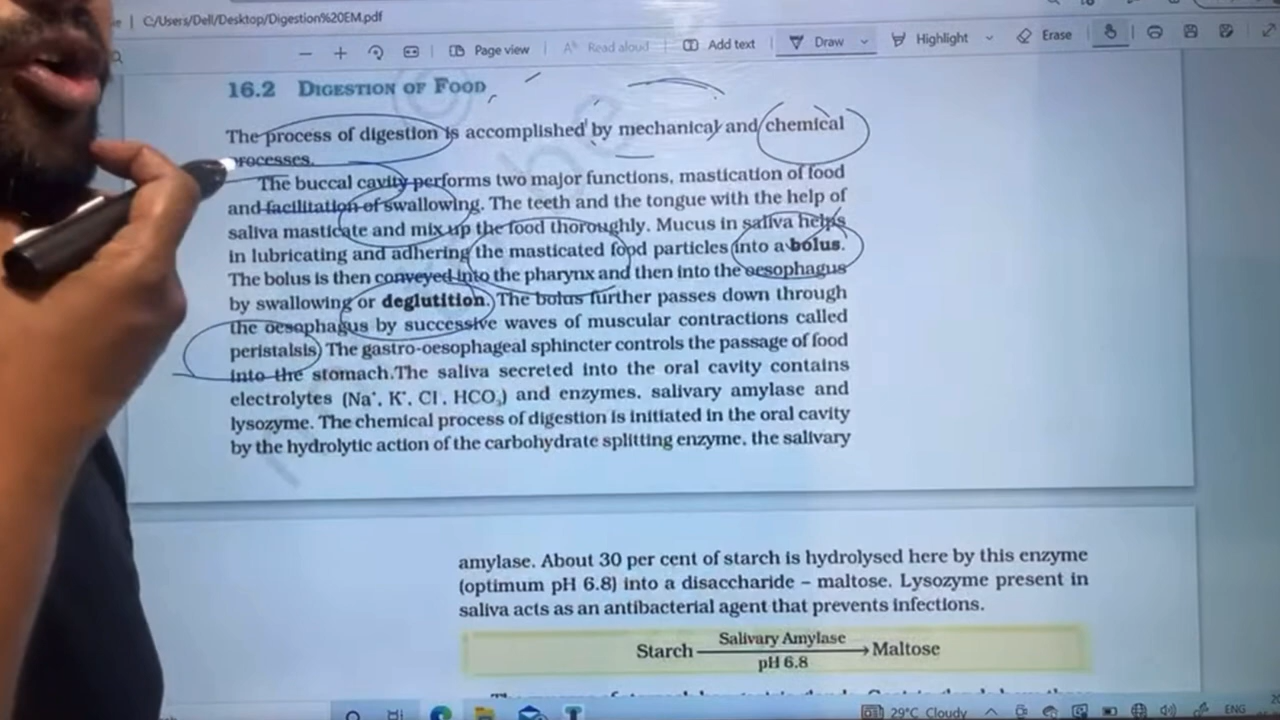 C:/Users/Dell/Desktop/Digestion%20EM.pdf
Page view
Read aloud
Add text
Draw
Highlight
Erase
16.2 DIGESTION OF FOOD
The process of digestion is accomplished by mechanical and chemical
processes.
The buccal cavity performs two major functions, mastication of food
and facilitation of swallowing. The teeth and the tongue with the help of
saliva masticate and mix up the food thoroughly. Mucus in saliva helps
in lubricating and adhering the masticated food particles into a bolus.
The bolus is then conveyed into the pharynx and then into the oesophagus
by swallowing or deglutition. The bolus further passes down through
the oesophagus by successive waves of muscular contractions called
peristalsis. The gastro-oesophageal sphincter controls the passage of food
into the stomach.The saliva secreted into the oral cavity contains
electrolytes (Na⁺, K⁺, Cl⁻, HCO₃) and enzymes, salivary amylase and
lysozyme. The chemical process of digestion is initiated in the oral cavity
by the hydrolytic action of the carbohydrate splitting enzyme, the salivary
amylase. About 30 per cent of starch is hydrolysed here by this enzyme
(optimum pH 6.8) into a disaccharide – maltose. Lysozyme present in
saliva acts as an antibacterial agent that prevents infections.
Salivary Amylase
Starch → Maltose
pH 6.8
29°C Cloudy
ENG